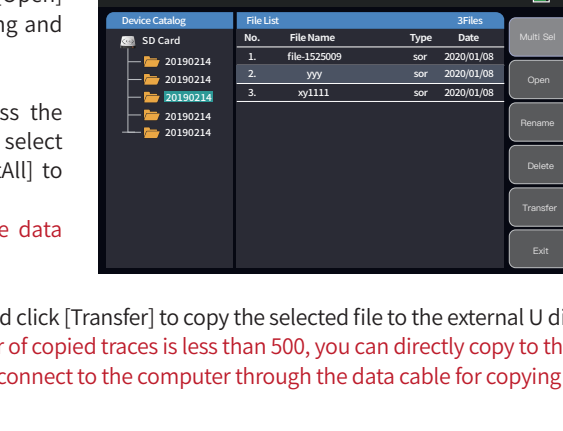 Open]
ng and
ss the
select
tAll] to
e data
Device Catalog
SD Card
20190214
20190214
20190214
20190214
20190214
File List 3Files
No. File Name Type Date
1. file-1525009 sor 2020/01/08
2. yyy sor 2020/01/08
3. xy1111 sor 2020/01/08
Multi Sel
Open
Rename
Delete
Transfer
Exit
d click [Transfer] to copy the selected file to the external U di
r of copied traces is less than 500, you can directly copy to th
connect to the computer through the data cable for copying